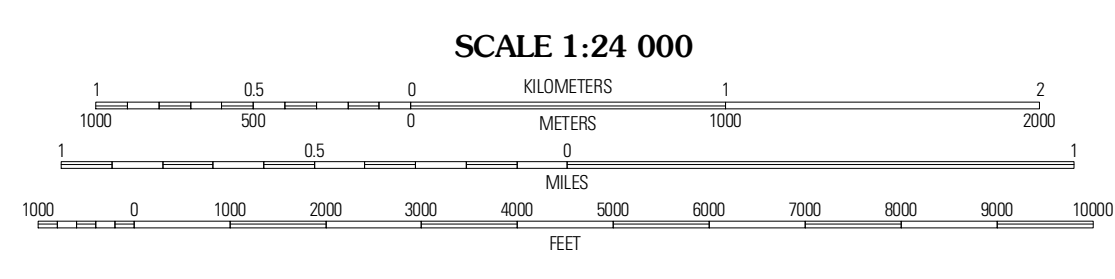 SCALE 1:24 000
1 0.5 0 KILOMETERS 1 2
1000 500 0 METERS 1000 2000
1 0.5 0 1
MILES
1000 0 1000 2000 3000 4000 5000 6000 7000 8000 9000 10000
FEET